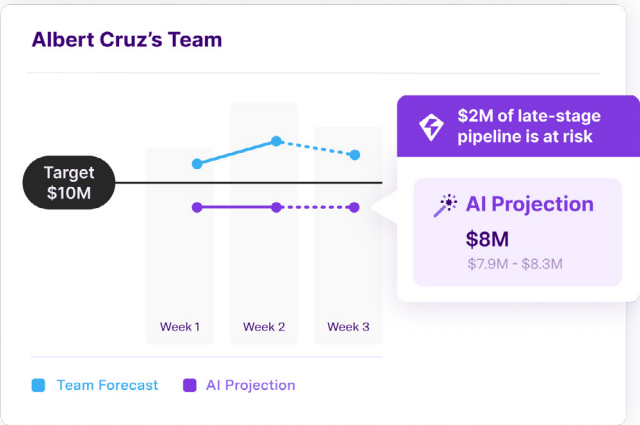 Albert Cruz's Team
$2M of late-stage
pipeline is at risk
Target
$10M
AI Projection
$8M
$7.9M - $8.3M
Week 1
Week 2
Week 3
Team Forecast
AI Projection